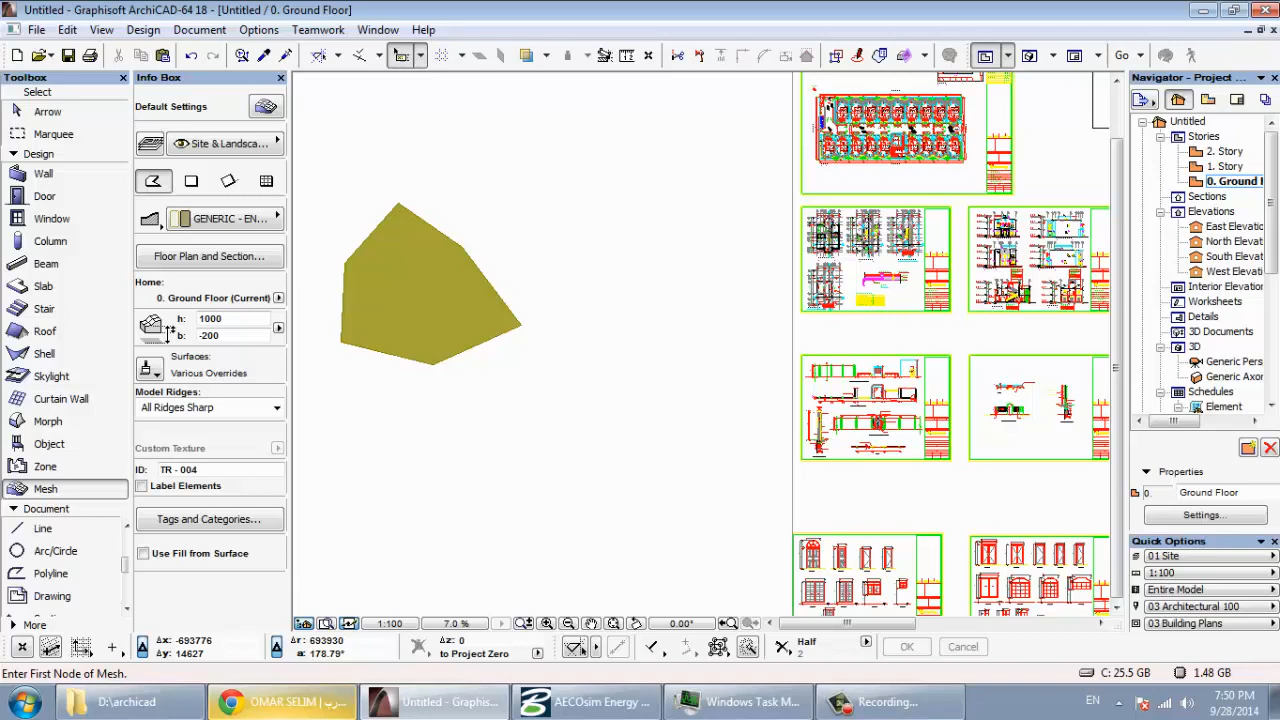 Untitled - Graphisoft ArchiCAD-64 18 - [Untitled / 0. Ground Floor]
File Edit View Design Document Options Teamwork Window Help
Go
Toolbox
Select
Arrow
Marquee
Design
Wall
Door
Window
Column
Beam
Slab
Stair
Roof
Shell
Skylight
Curtain Wall
Morph
Object
Zone
Mesh
Document
Line
Arc/Circle
Polyline
Drawing
More
Info Box
Default Settings
Site & Landsca...
GENERIC - EN...
Floor Plan and Section...
Home:
0. Ground Floor (Current)
h: 1000
b: -200
Surfaces:
Various Overrides
Model Ridges:
All Ridges Sharp
Custom Texture
ID: TR - 004
Label Elements
Tags and Categories...
Use Fill from Surface
Navigator - Project ...
Untitled
Stories
2. Story
1. Story
0. Ground
Sections
Elevations
East Elevatio
North Elevat
South Elevat
West Elevati
Interior Elevation
Worksheets
Details
3D Documents
3D
Generic Pers
Generic Axor
Schedules
Element
Properties
0. Ground Floor
Settings...
Quick Options
01 Site
1:100
Entire Model
03 Architectural 100
03 Building Plans
1:100 7.0 % 0.00°
Δx: -693776
Δy: 14627
Δr: 693930
a: 178.79°
Δz: 0
to Project Zero
Half
2
OK
Cancel
Enter First Node of Mesh.
C: 25.5 GB
1.48 GB
D:\archicad
Untitled - Graphis...
AECOsim Energy ...
Windows Task M...
Recording...
EN
7:50 PM
9/28/2014